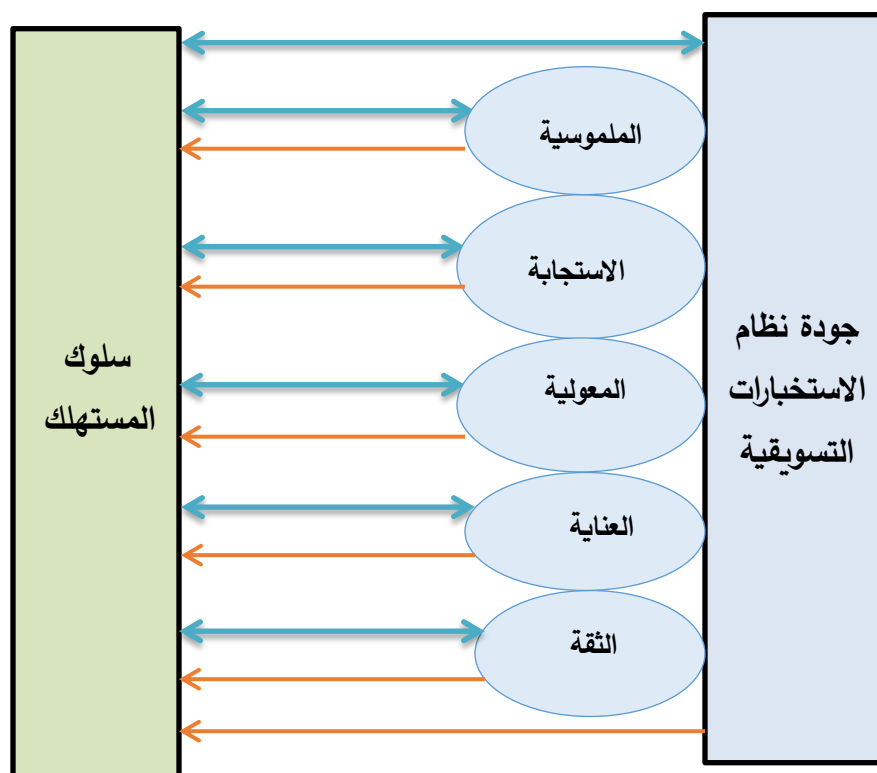 جودة نظام
الاستخبارات
التسويقية
الملموسية
الاستجابة
المعولية
العناية
الثقة
سلوك
المستهلك